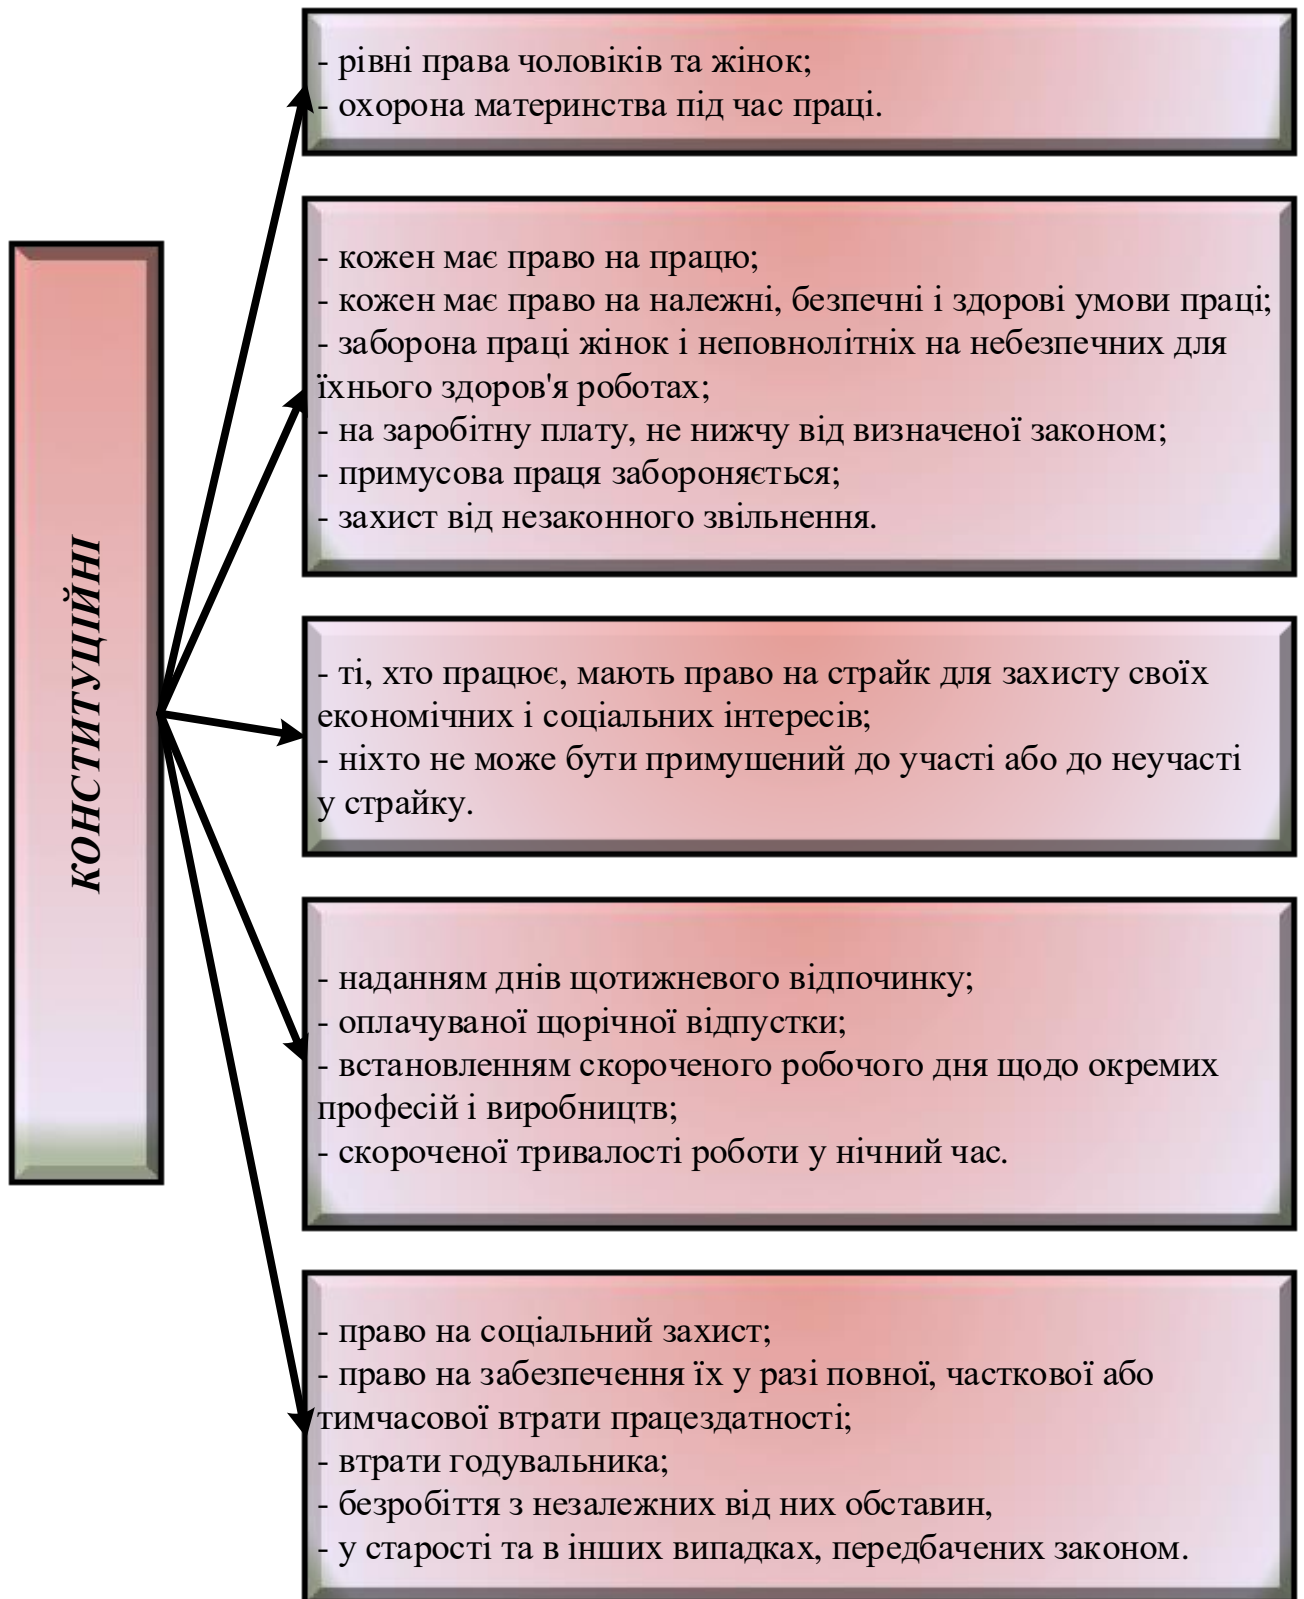 КОНСТИТУЦІЙНІ
- рівні права чоловіків та жінок;
- охорона материнства під час праці.
- кожен має право на працю;
- кожен має право на належні, безпечні і здорові умови праці;
- заборона праці жінок і неповнолітніх на небезпечних для
їхнього здоров'я роботах;
- на заробітну плату, не нижчу від визначеної законом;
- примусова праця забороняється;
- захист від незаконного звільнення.
- ті, хто працює, мають право на страйк для захисту своїх
економічних і соціальних інтересів;
- ніхто не може бути примушений до участі або до неучасті
у страйку.
- наданням днів щотижневого відпочинку;
- оплачуваної щорічної відпустки;
- встановленням скороченого робочого дня щодо окремих
професій і виробництв;
- скороченої тривалості роботи у нічний час.
- право на соціальний захист;
- право на забезпечення їх у разі повної, часткової або
тимчасової втрати працездатності;
- втрати годувальника;
- безробіття з незалежних від них обставин,
- у старості та в інших випадках, передбачених законом.